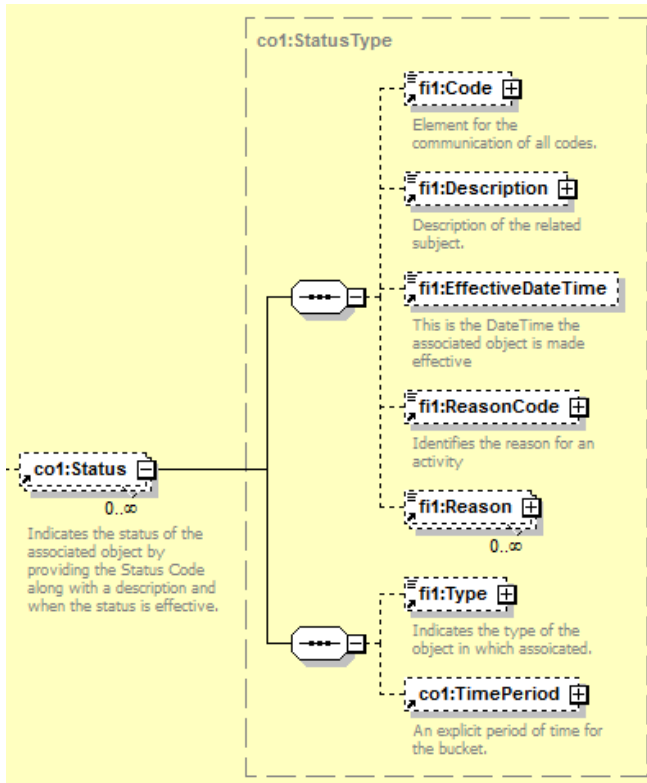 co1:StatusType
fi1:Code
Element for the
communication of all codes.
fi1:Description
Description of the related
subject.
fi1:EffectiveDateTime
This is the DateTime the
associated object is made
effective
fi1:ReasonCode
Identifies the reason for an
activity
co1:Status
0..∞
Indicates the status of the
associated object by
providing the Status Code
along with a description and
when the status is effective.
fi1:Reason
0..∞
fi1:Type
Indicates the type of the
object in which assoicated.
co1:TimePeriod
An explicit period of time for
the bucket.